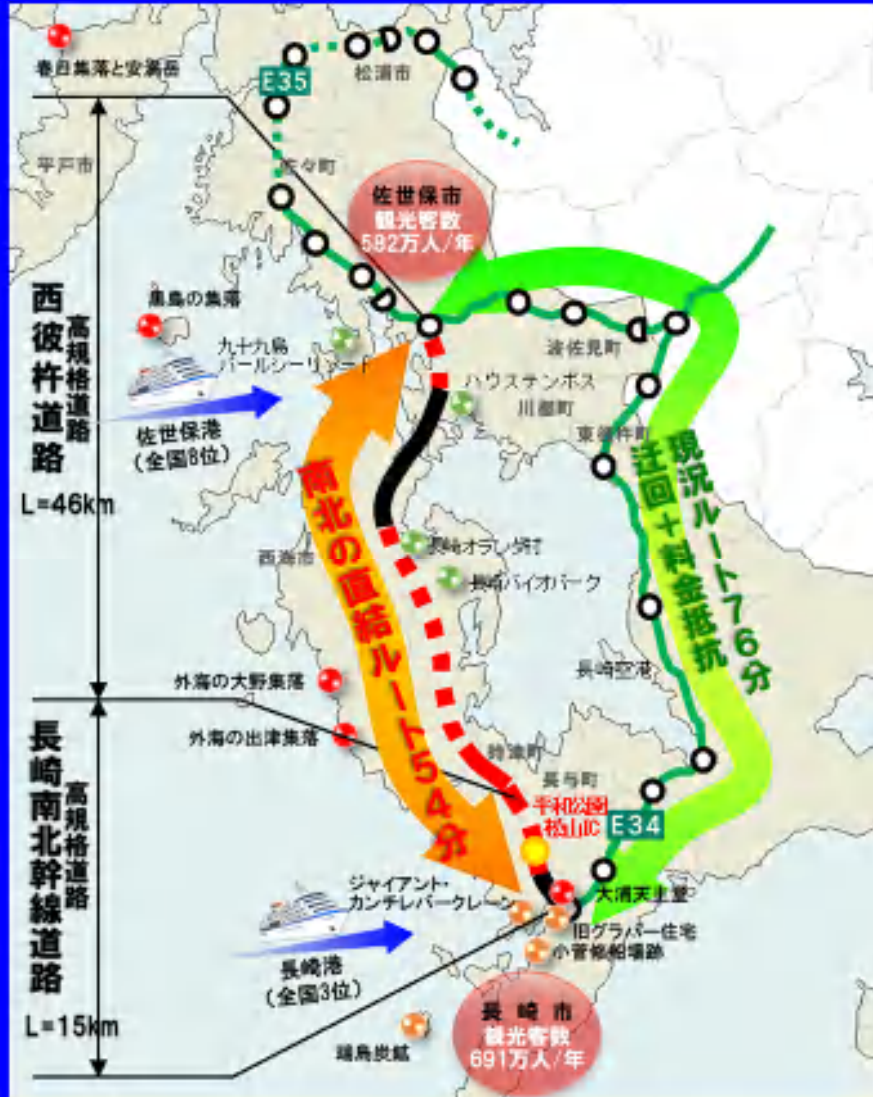 春日集落と安満岳
E35
松浦市
平戸市
佐々町
佐世保市
観光客数
582万人/年
西彼杵道路
高規格道路
L=46km
黒島の集落
九十九島
パールシーリゾート
佐世保港
(全国8位)
波佐見町
ハウステンボス
川棚町
東彼杵町
南北の直結ルート54分
現況ルート76分
迂回+料金抵抗
西海市
長崎オランダ村
長崎バイオパーク
長崎空港
外海の大野集落
外海の出津集落
時津町
長与町
平和公園
松山IC
E34
長崎南北幹線道路
高規格道路
L=15km
ジャイアント・
カンチレバークレーン
大浦天主堂
旧グラバー住宅
小菅修船場跡
長崎港
(全国3位)
長崎市
観光客数
691万人/年
端島炭鉱